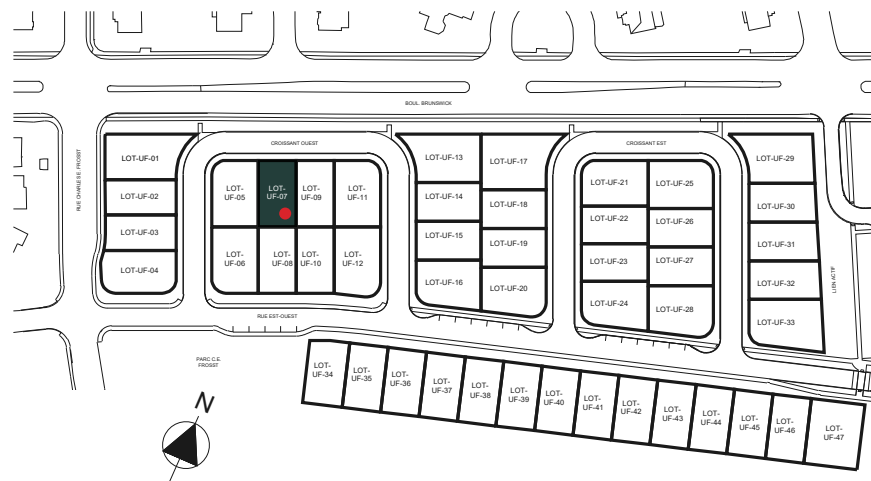 BOUL. BRUNSWICK
RUE CHARLES E. FROSST
CROISSANT OUEST
CROISSANT EST
LOT-UF-01
LOT-UF-02
LOT-UF-03
LOT-UF-04
LOT-
UF-05
LOT-
UF-07
LOT-
UF-09
LOT-
UF-11
LOT-
UF-06
LOT-
UF-08
LOT-
UF-10
LOT-
UF-12
LOT-UF-13
LOT-UF-14
LOT-UF-15
LOT-UF-16
LOT-UF-17
LOT-UF-18
LOT-UF-19
LOT-UF-20
LOT-UF-21
LOT-UF-22
LOT-UF-23
LOT-UF-24
LOT-UF-25
LOT-UF-26
LOT-UF-27
LOT-UF-28
LOT-UF-29
LOT-UF-30
LOT-UF-31
LOT-UF-32
LOT-UF-33
LIEN ACTIF
RUE EST-OUEST
PARC C.E.
FROSST
LOT-
UF-34
LOT-
UF-35
LOT-
UF-36
LOT-
UF-37
LOT-
UF-38
LOT-
UF-39
LOT-
UF-40
LOT-
UF-41
LOT-
UF-42
LOT-
UF-43
LOT-
UF-44
LOT-
UF-45
LOT-
UF-46
LOT-
UF-47
N